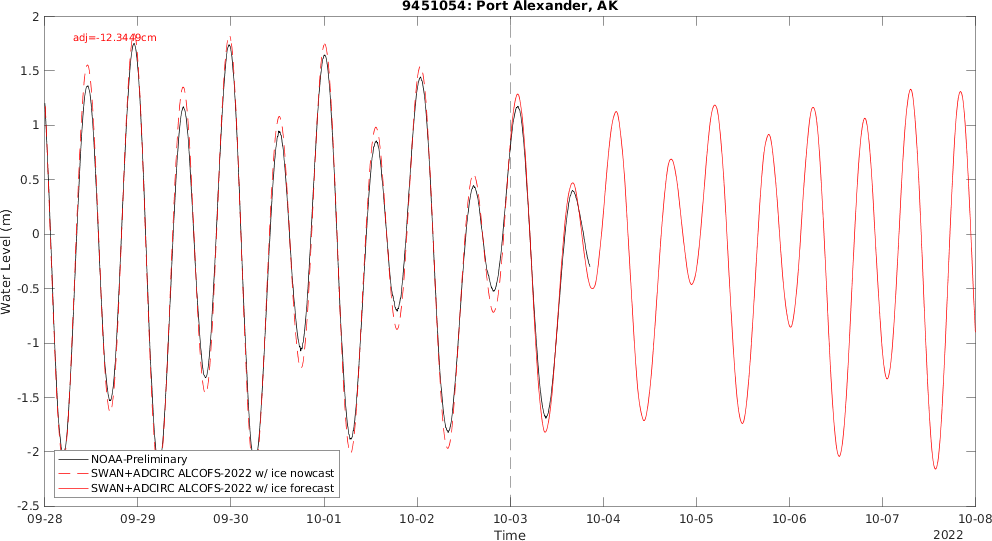 9451054: Port Alexander, AK
adj=-12.3449cm
2
1.5
1
0.5
0
-0.5
-1
-1.5
-2
-2.5
Water Level (m)
NOAA-Preliminary
SWAN+ADCIRC ALCOFS-2022 w/ ice nowcast
SWAN+ADCIRC ALCOFS-2022 w/ ice forecast
09-28 09-29 09-30 10-01 10-02 10-03 10-04 10-05 10-06 10-07 10-08
Time
2022